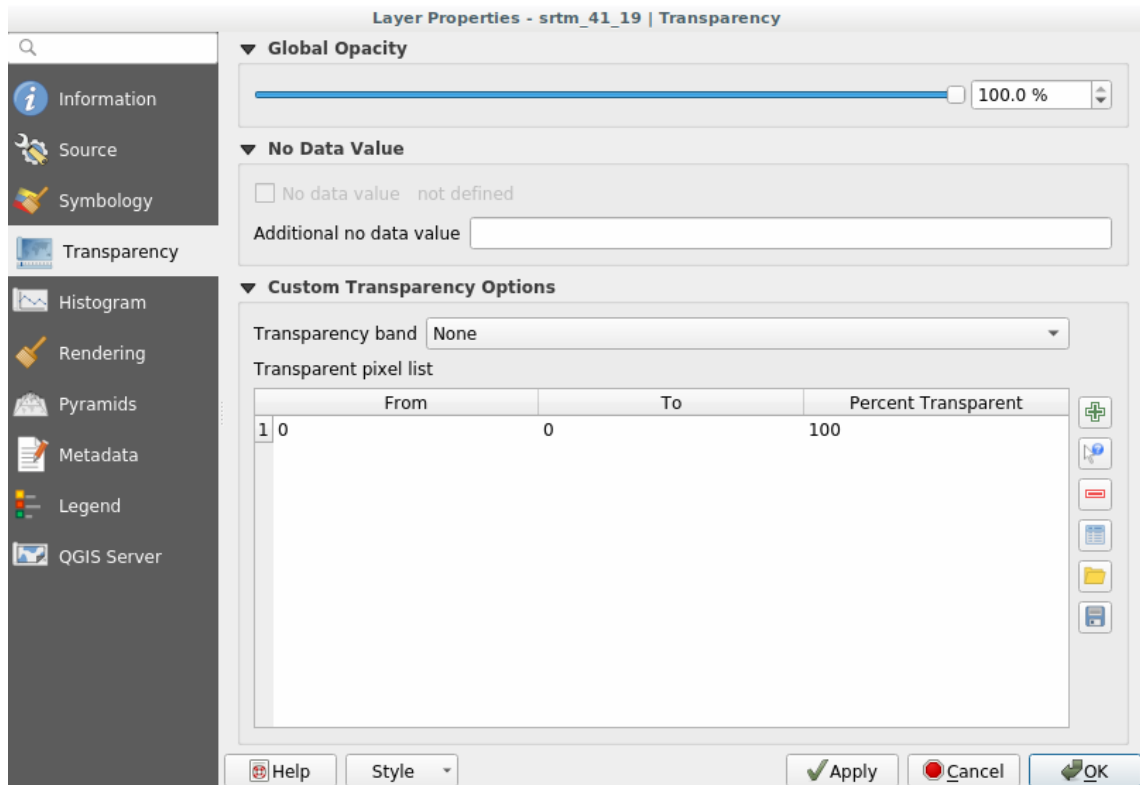 Layer Properties - srtm_41_19 | Transparency
Information
Source
Symbology
Transparency
Histogram
Rendering
Pyramids
Metadata
Legend
QGIS Server
Global Opacity
100.0 %
No Data Value
No data value not defined
Additional no data value
Custom Transparency Options
Transparency band None
Transparent pixel list
From To Percent Transparent
1 0 0 100
Help Style Apply Cancel OK